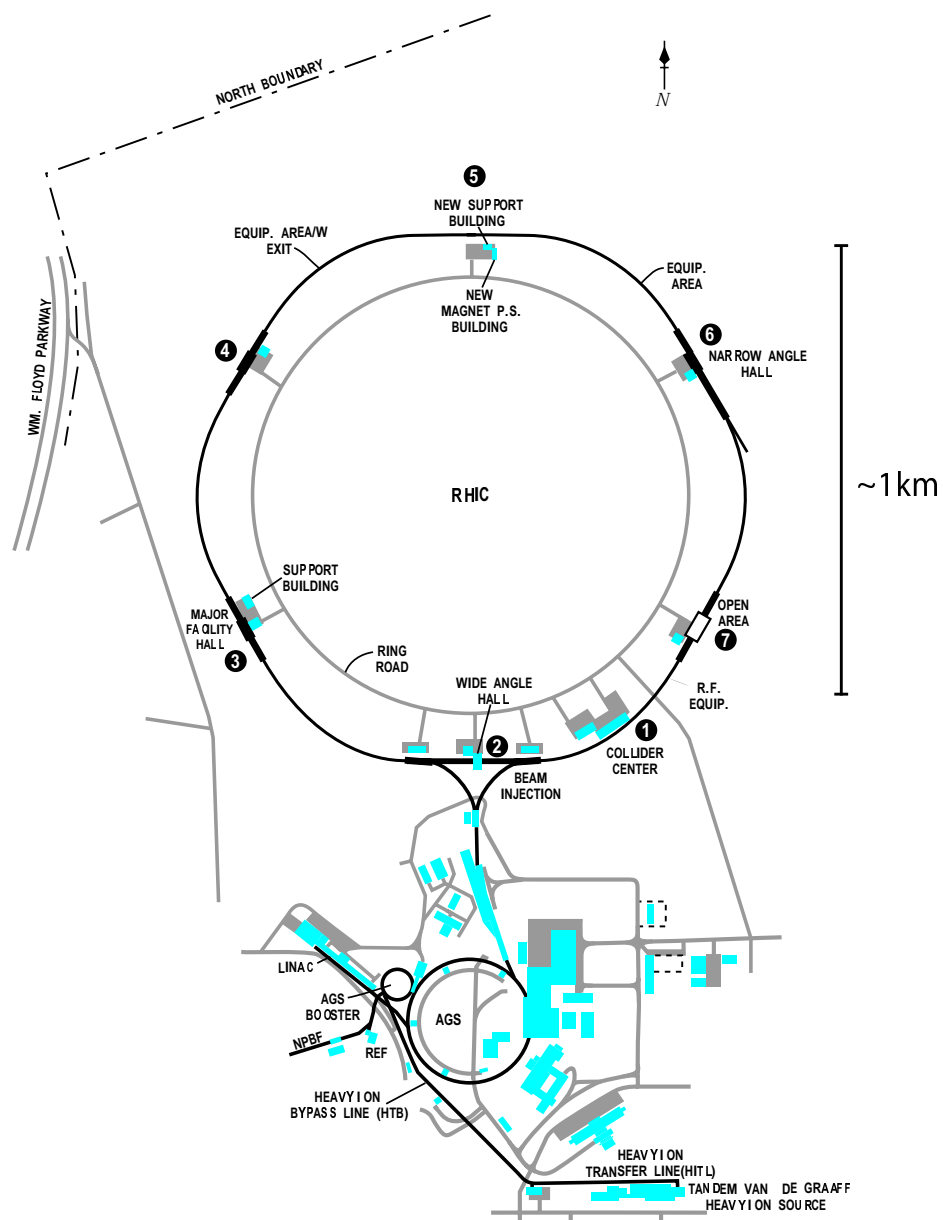 NORTH BOUNDARY
N
5
NEW SUPPORT
BUILDING
EQUIP. AREA/W
EXIT
EQUIP.
AREA
NEW
MAGNET P.S.
BUILDING
WM. FLOYD PARKWAY
4
6
NARROW ANGLE
HALL
RHIC
~1km
SUPPORT
BUILDING
MAJOR
FACILITY
HALL
3
OPEN
AREA
7
RING
ROAD
WIDE ANGLE
HALL
R.F.
EQUIP.
2
1
COLLIDER
CENTER
BEAM
INJECTION
LINAC
AGS
BOOSTER
AGS
NPBF
REF
HEAVY ION
BYPASS LINE (HTB)
HEAVY ION
TRANSFER LINE(HITL)
TANDEM VAN DE GRAAFF
HEAVY ION SOURCE